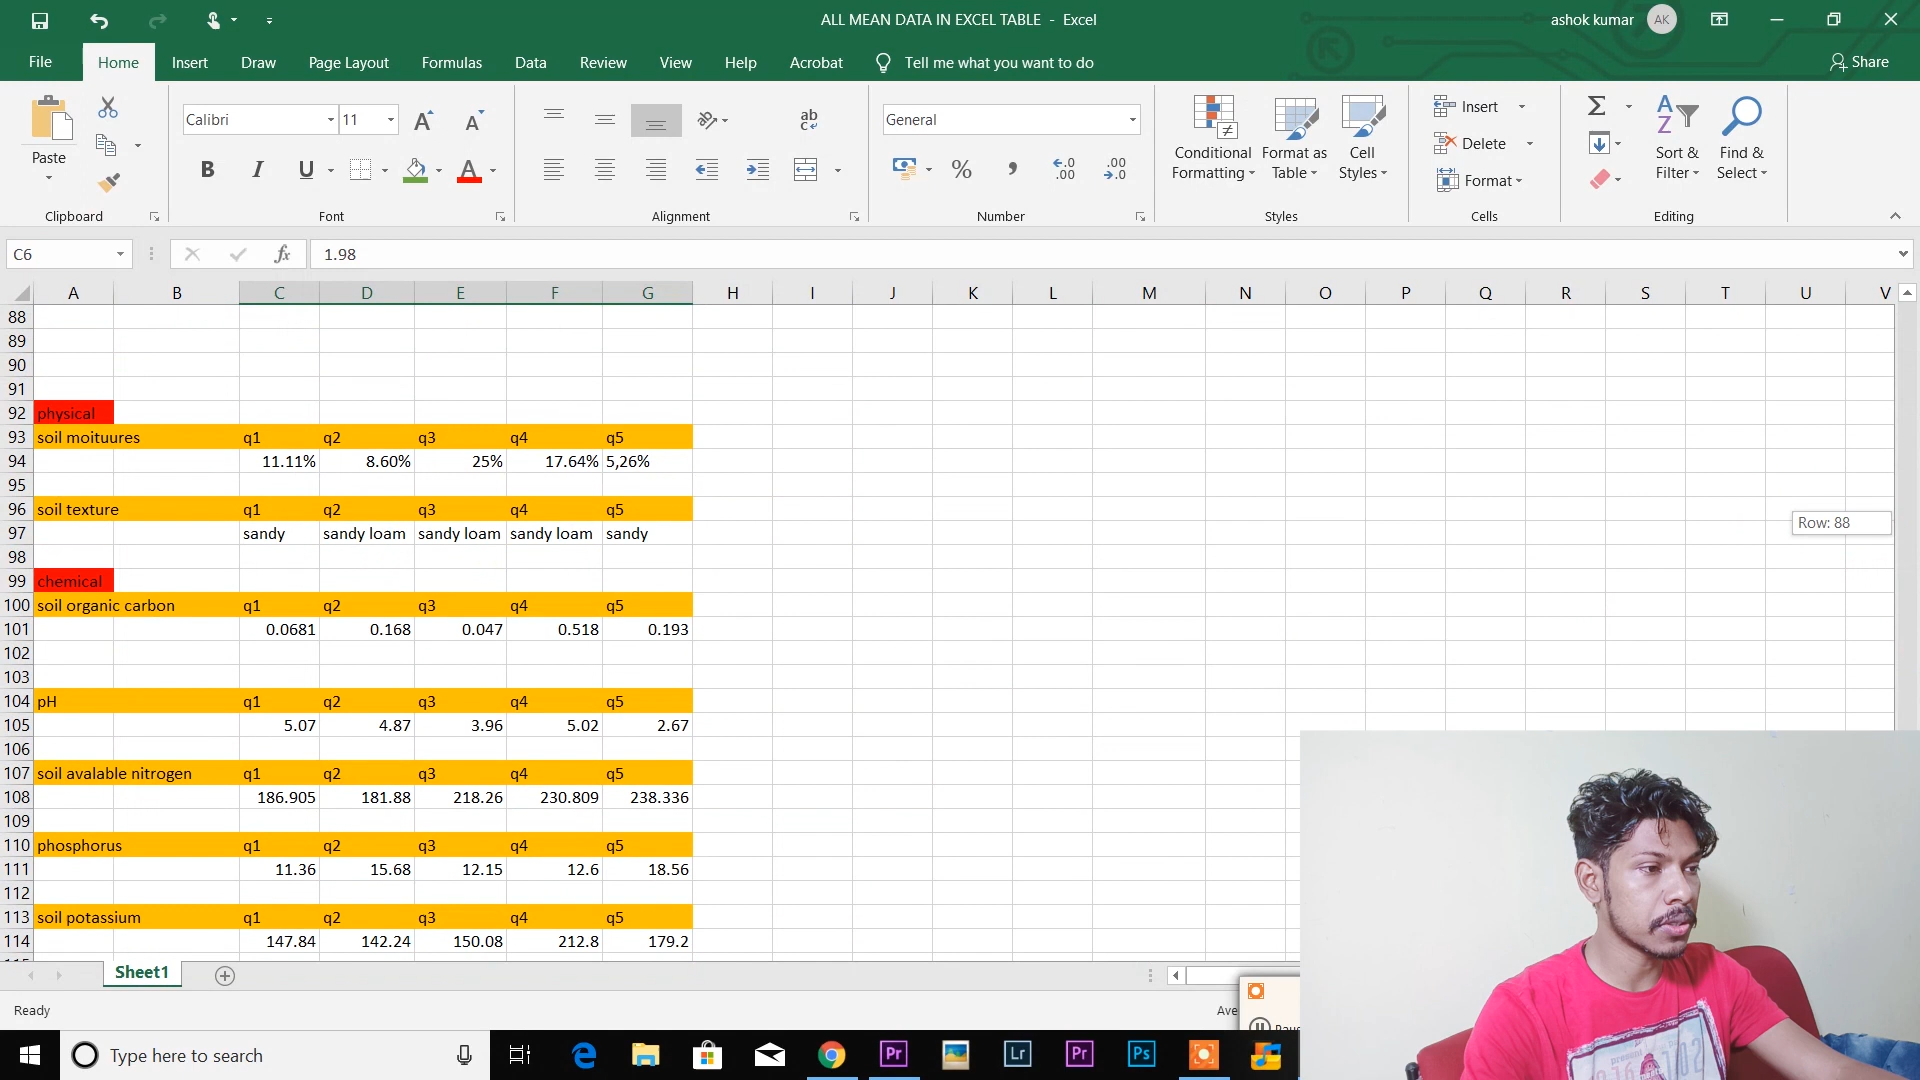 ALL MEAN DATA IN EXCEL TABLE - Excel
ashok kumar AK
File Home Insert Draw Page Layout Formulas Data Review View Help Acrobat Tell me what you want to do Share
Calibri 11 General Insert
Paste Conditional Format as Cell Delete Sort & Find &
Formatting Table Styles Format Filter Select
Clipboard Font Alignment Number Styles Cells Editing
C6 fx 1.98
A B C D E F G H I J K L M N O P Q R S T U V
88
89
90
91
92 physical
93 soil moituures q1 q2 q3 q4 q5
94 11.11% 8.60% 25% 17.64% 5,26%
95
96 soil texture q1 q2 q3 q4 q5
Row: 88
97 sandy sandy loam sandy loam sandy loam sandy
98
99 chemical
100 soil organic carbon q1 q2 q3 q4 q5
101 0.0681 0.168 0.047 0.518 0.193
102
103
104 pH q1 q2 q3 q4 q5
105 5.07 4.87 3.96 5.02 2.67
106
107 soil avalable nitrogen q1 q2 q3 q4 q5
108 186.905 181.88 218.26 230.809 238.336
109
110 phosphorus q1 q2 q3 q4 q5
111 11.36 15.68 12.15 12.6 18.56
112
113 soil potassium q1 q2 q3 q4 q5
114 147.84 142.24 150.08 212.8 179.2
Sheet1
Ready Ave
Type here to search Pr Lr Pr Ps